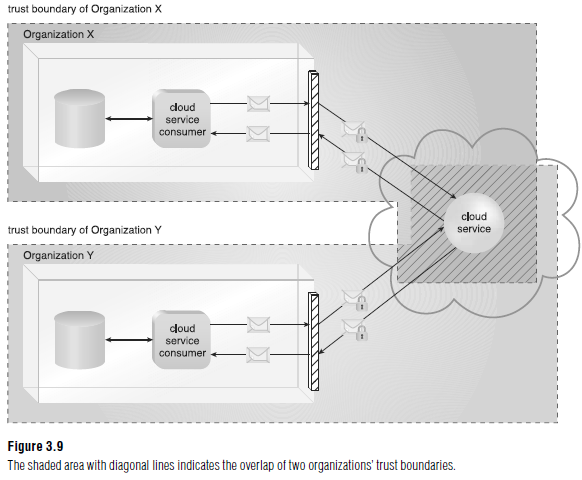 trust boundary of Organization X
Organization X
cloud
service
consumer
cloud
service
trust boundary of Organization Y
Organization Y
cloud
service
consumer
Figure 3.9
The shaded area with diagonal lines indicates the overlap of two organizations' trust boundaries.